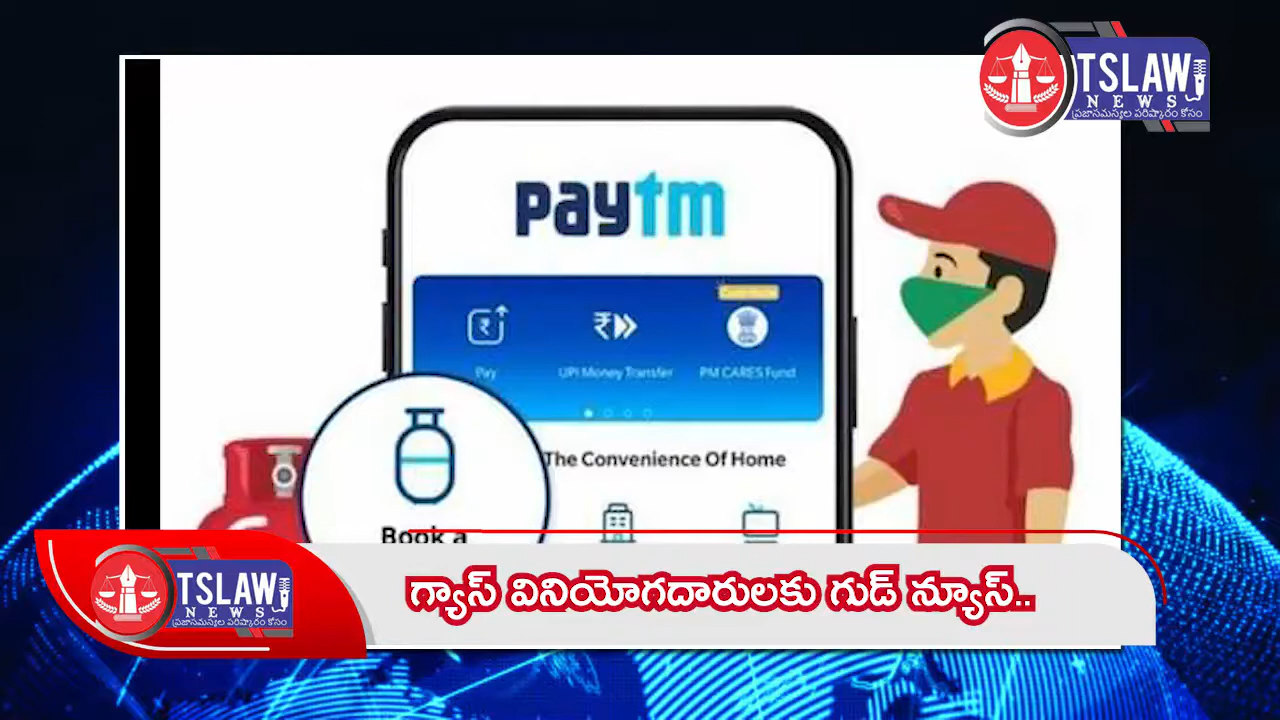 TSLAW
NEWS
ప్రజాసమస్యల పరిష్కారం కోసం
paytm
Pay
UPI Money Transfer
PM CARES Fund
The Convenience Of Home
Book a
TSLAW
NEWS
ప్రజాసమస్యల పరిష్కారం కోసం
గ్యాస్ వినియోగదారులకు గుడ్ న్యూస్..